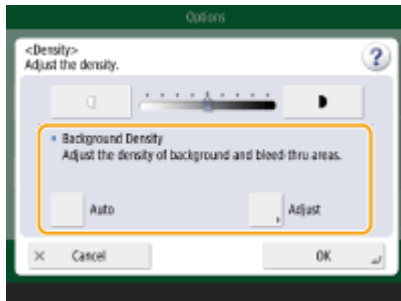 Options
<Density>
Adjust the density.
?
Background Density
Adjust the density of background and bleed-thru areas.
Auto
Adjust
× Cancel
OK